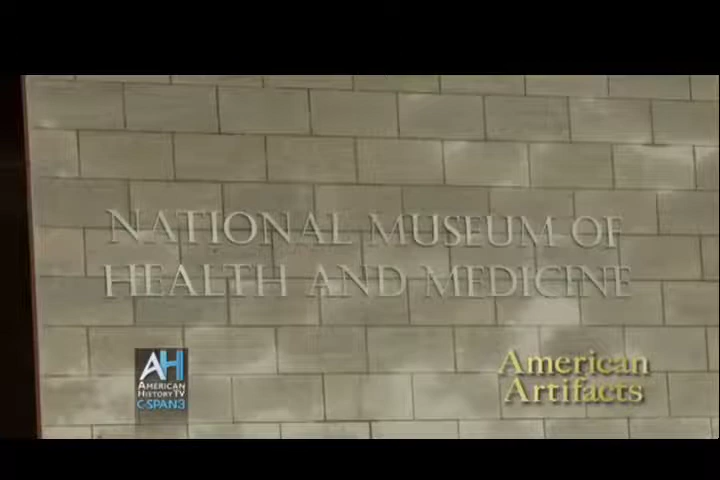 NATIONAL MUSEUM OF
HEALTH AND MEDICINE
AH
AMERICAN
HISTORY TV
C-SPAN3
American
Artifacts